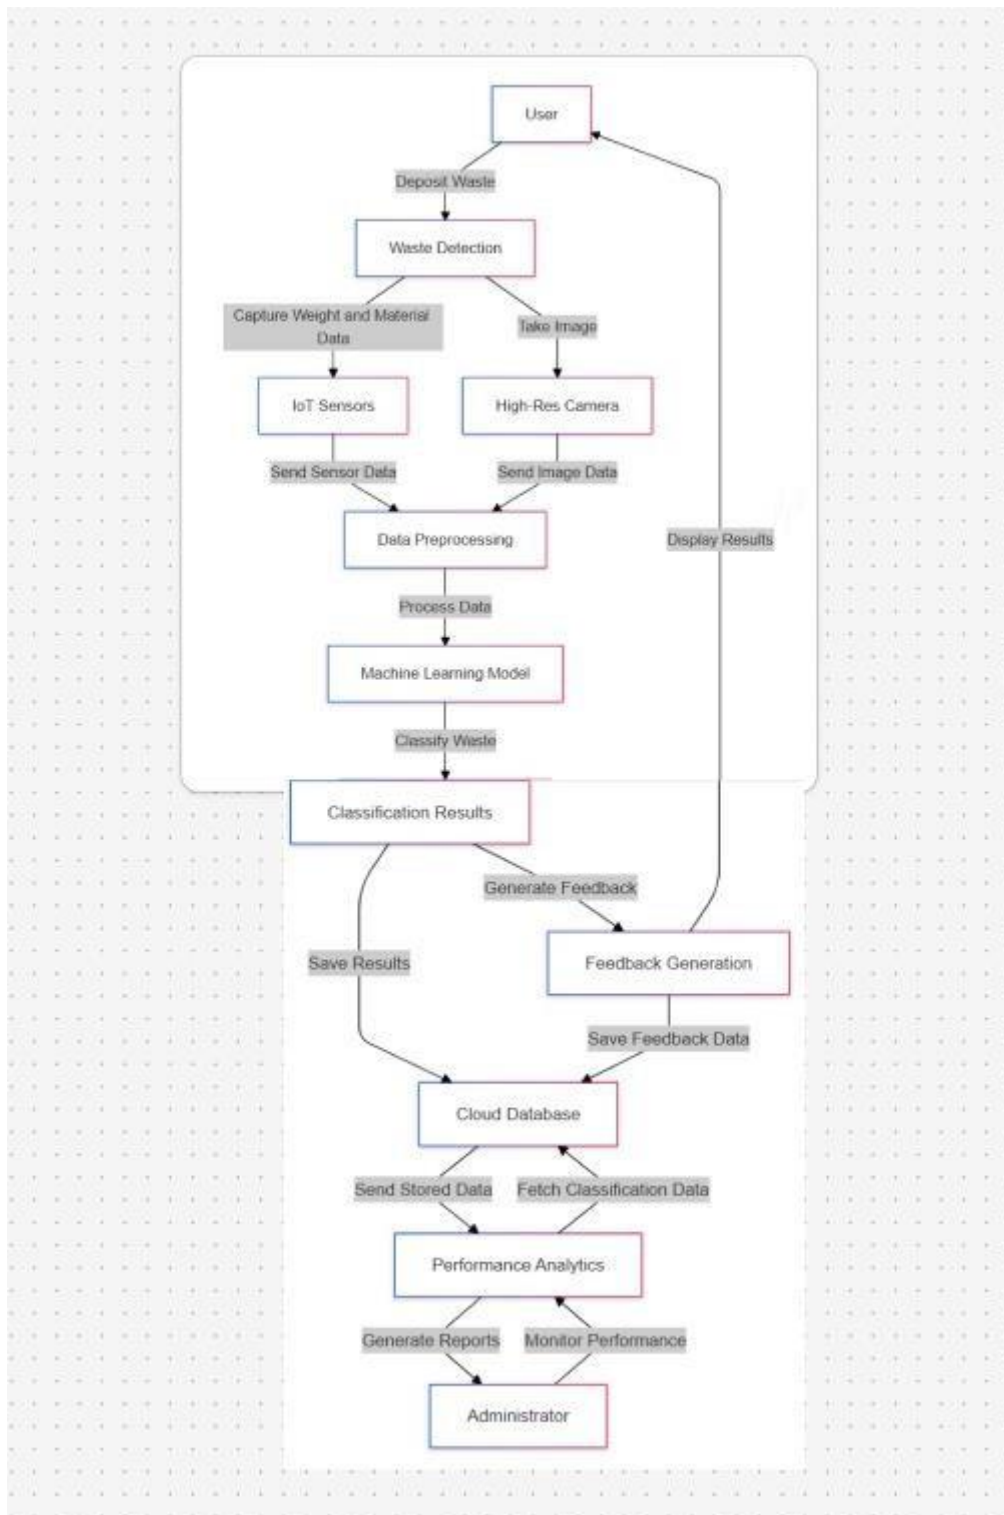 User
Deposit Waste
Waste Detection
Capture Weight and Material
Data
Take Image
IoT Sensors
High-Res Camera
Send Sensor Data
Send Image Data
Data Preprocessing
Display Results
Process Data
Machine Learning Model
Classify Waste
Classification Results
Generate Feedback
Save Results
Feedback Generation
Save Feedback Data
Cloud Database
Send Stored Data
Fetch Classification Data
Performance Analytics
Generate Reports
Monitor Performance
Administrator